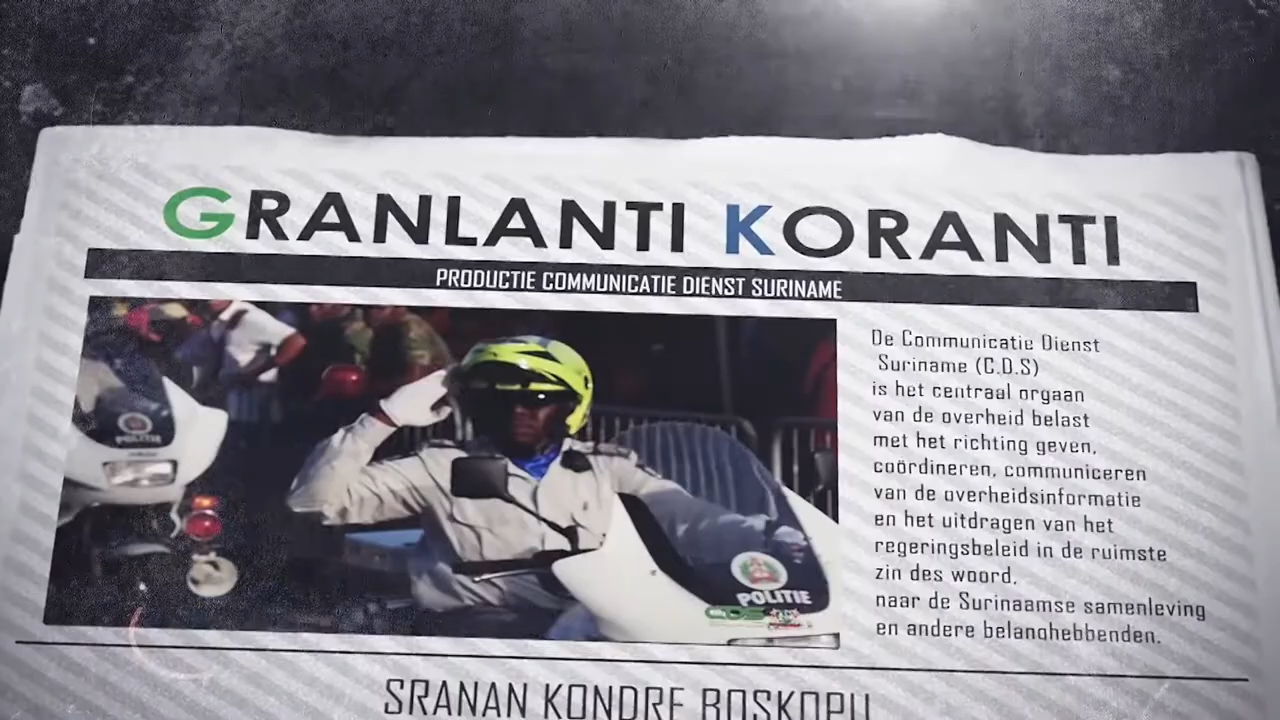 GRANLANTI KORANTI
PRODUCTIE COMMUNICATIE DIENST SURINAME
POLITIE
POLITIE
De Communicatie Dienst
Suriname (C.D.S)
is het centraal orgaan
van de overheid belast
met het richting geven,
coördineren, communiceren
van de overheidsinformatie
en het uitdragen van het
regeringsbeleid in de ruimste
zin des woord,
naar de Surinaamse samenleving
en andere belanghebbenden.
SRANAN KONDRE BOSKOPU